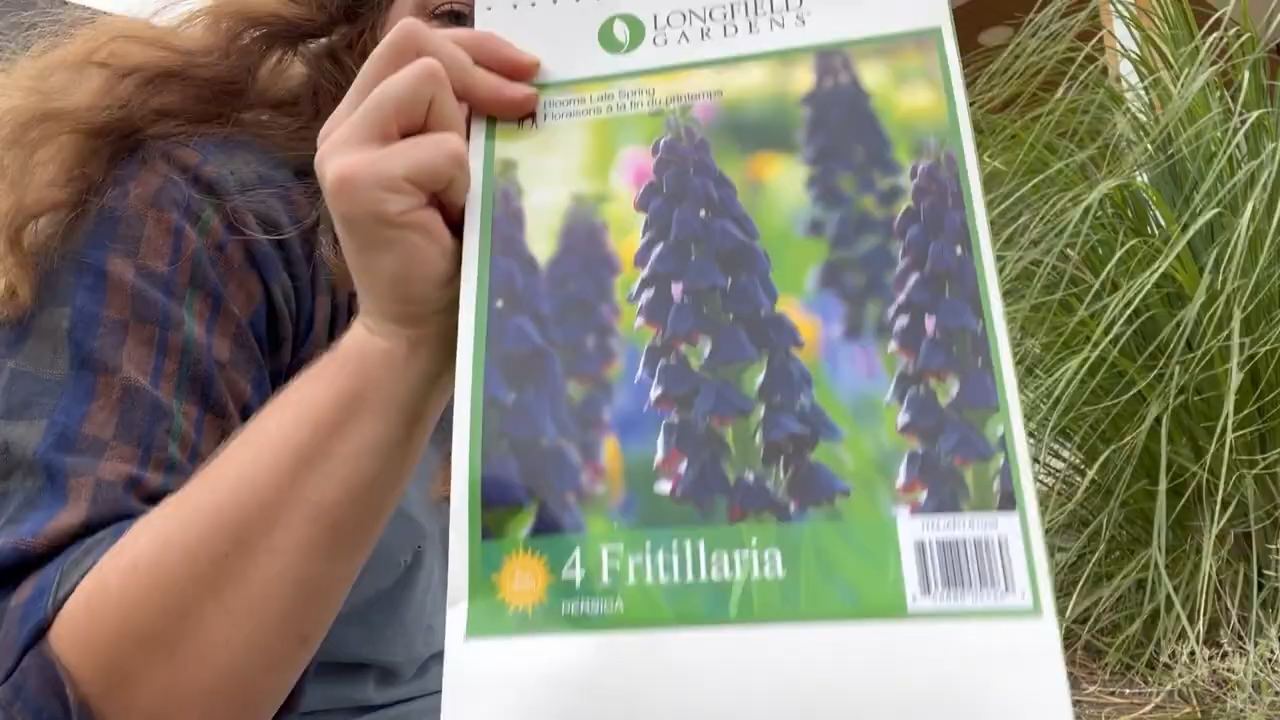 LONGFIELD
GARDENS
Blooms Late Spring
Floraisons à la fin du printemps
4 Fritillaria
PERSICA